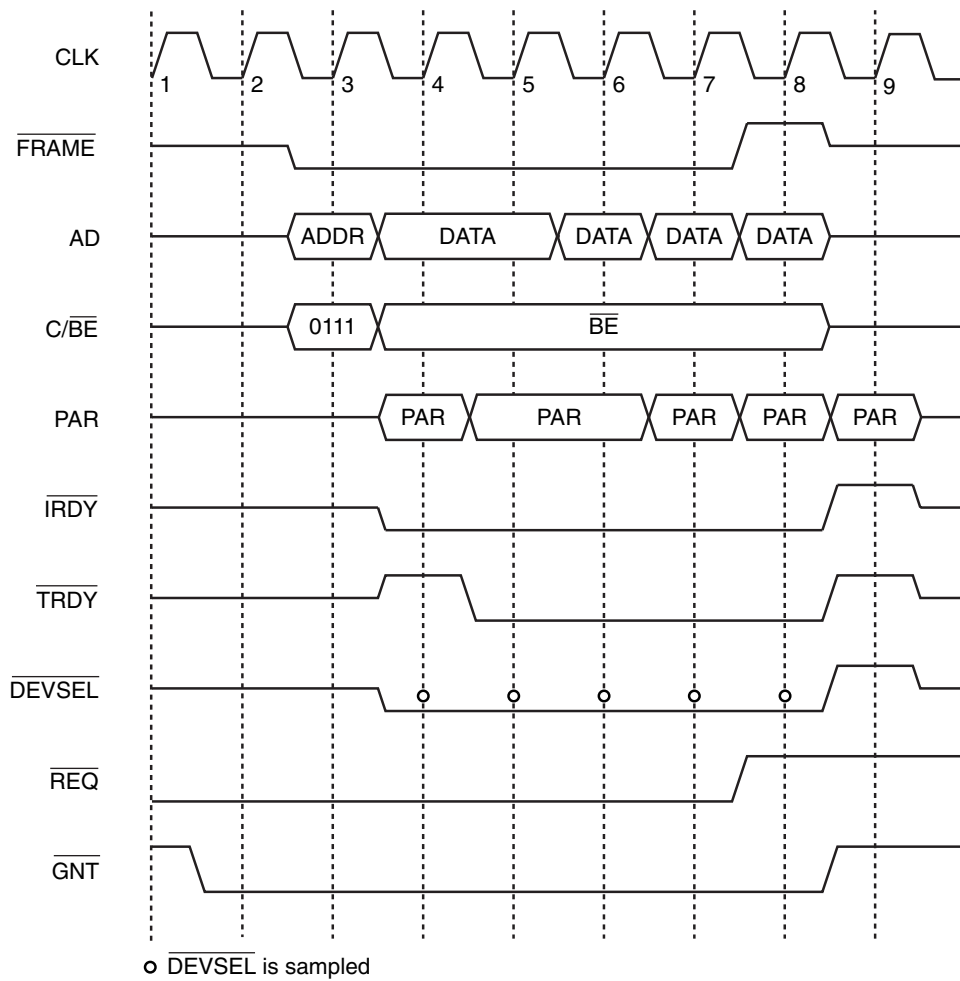 CLK
1 2 3 4 5 6 7 8 9
FRAME
AD ADDR DATA DATA DATA DATA
C/BE 0111 BE
PAR PAR PAR PAR PAR PAR
IRDY
TRDY
DEVSEL
REQ
GNT
DEVSEL is sampled